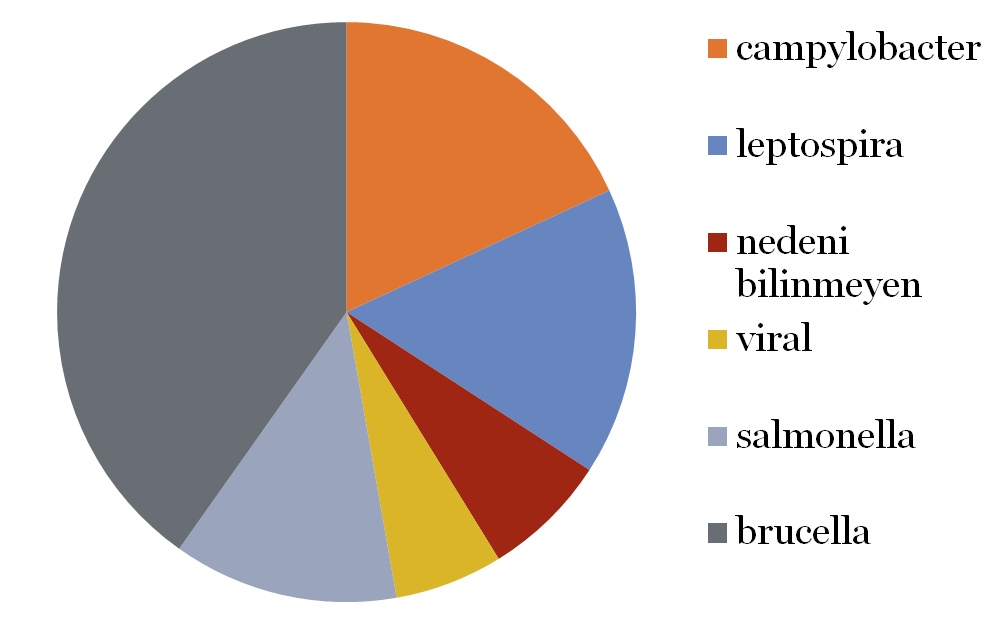 campylobacter
leptospira
nedeni
bilinmeyen
viral
salmonella
brucella